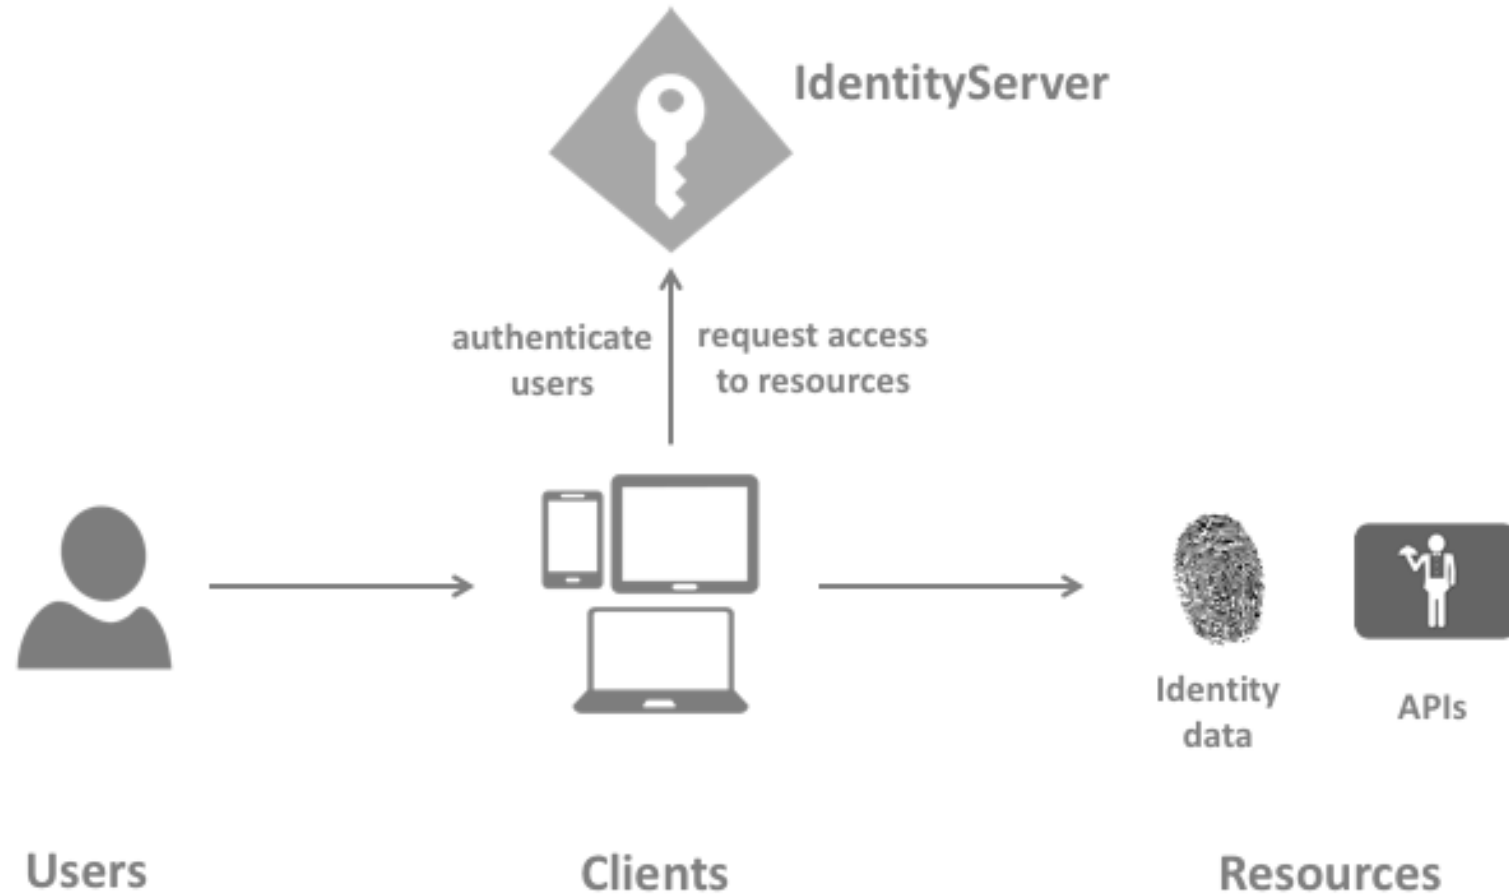 IdentityServer
authenticate
users
request access
to resources
Identity
data
APIs
Users
Clients
Resources